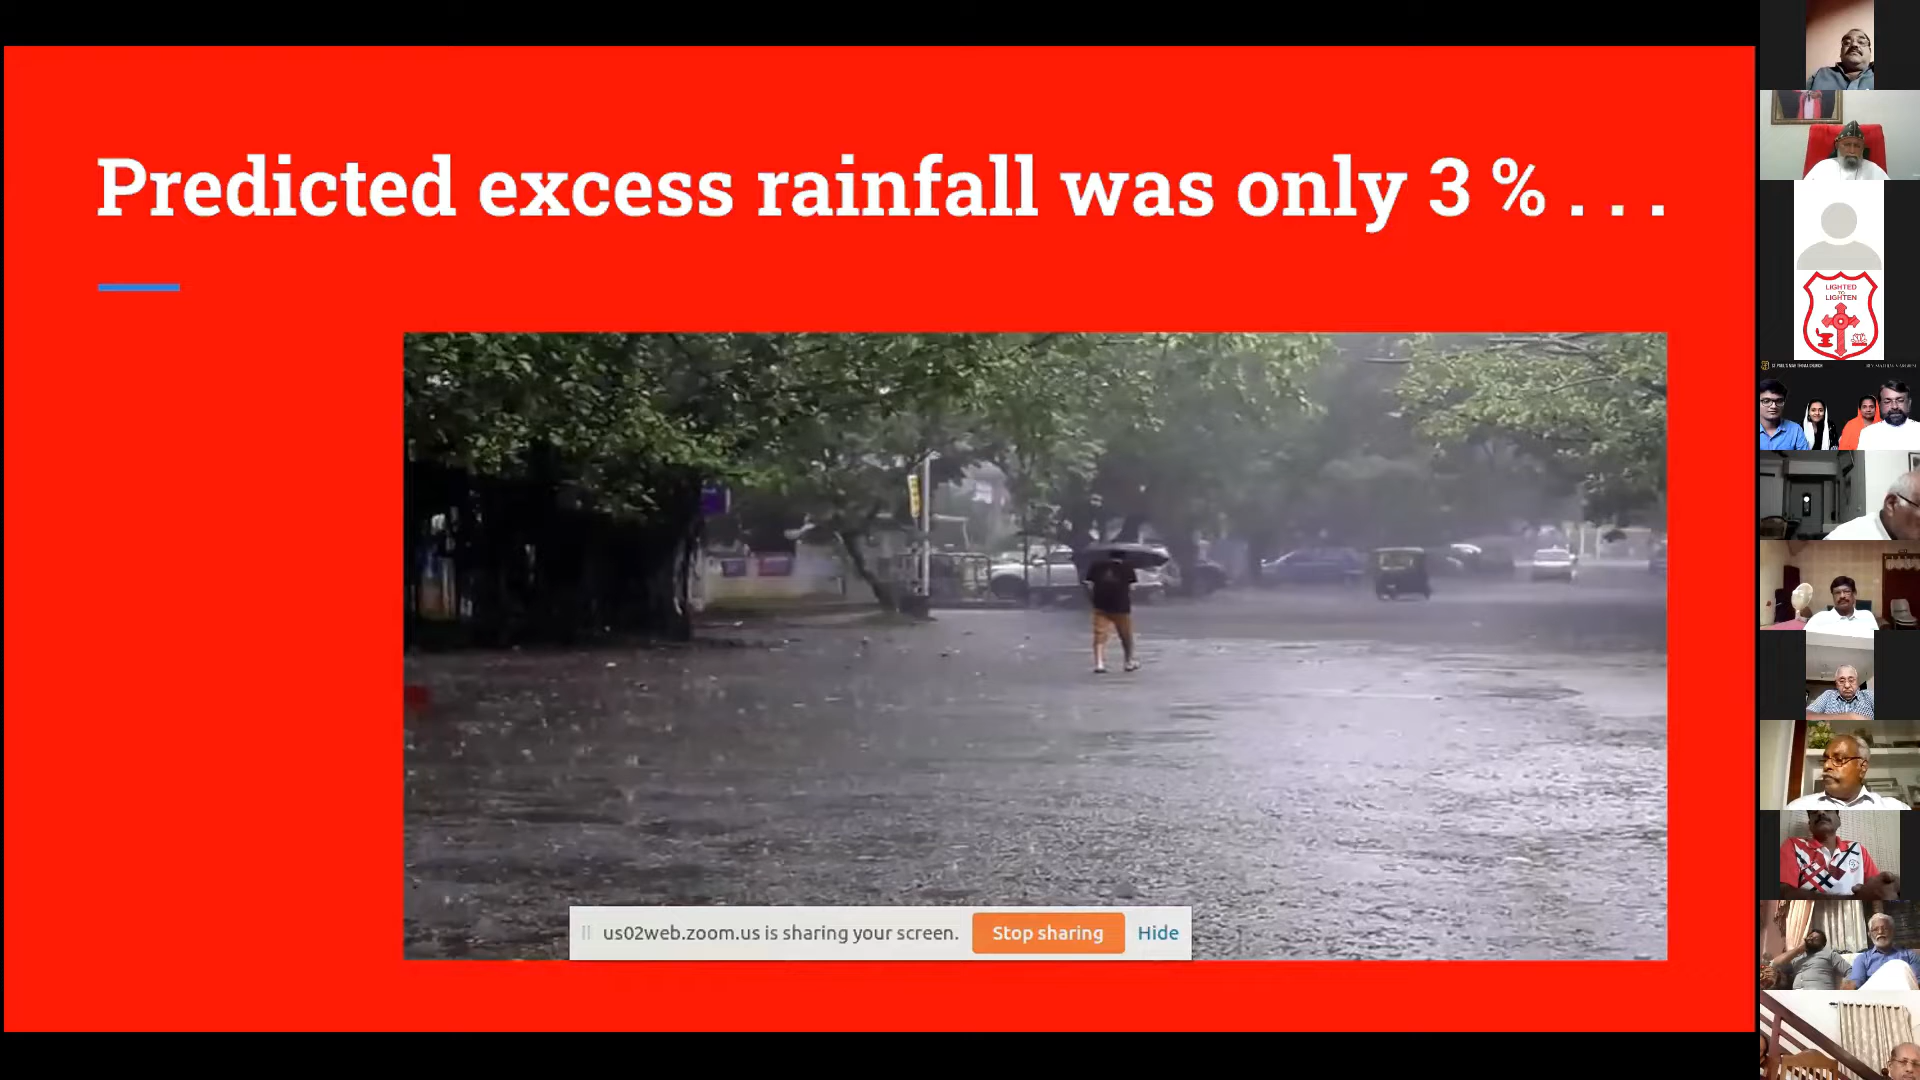 Predicted excess rainfall was only 3 % . . .
us02web.zoom.us is sharing your screen.
Stop sharing
Hide
LIGHTED
TO
LIGHTEN